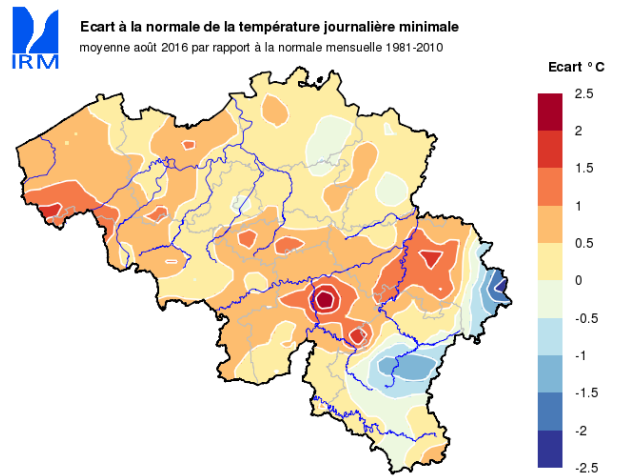 Ecart à la normale de la température journalière minimale
moyenne août 2016 par rapport à la normale mensuelle 1981-2010
IRM
Ecart ° C
2.5
2
1.5
1
0.5
0
-0.5
-1
-1.5
-2
-2.5